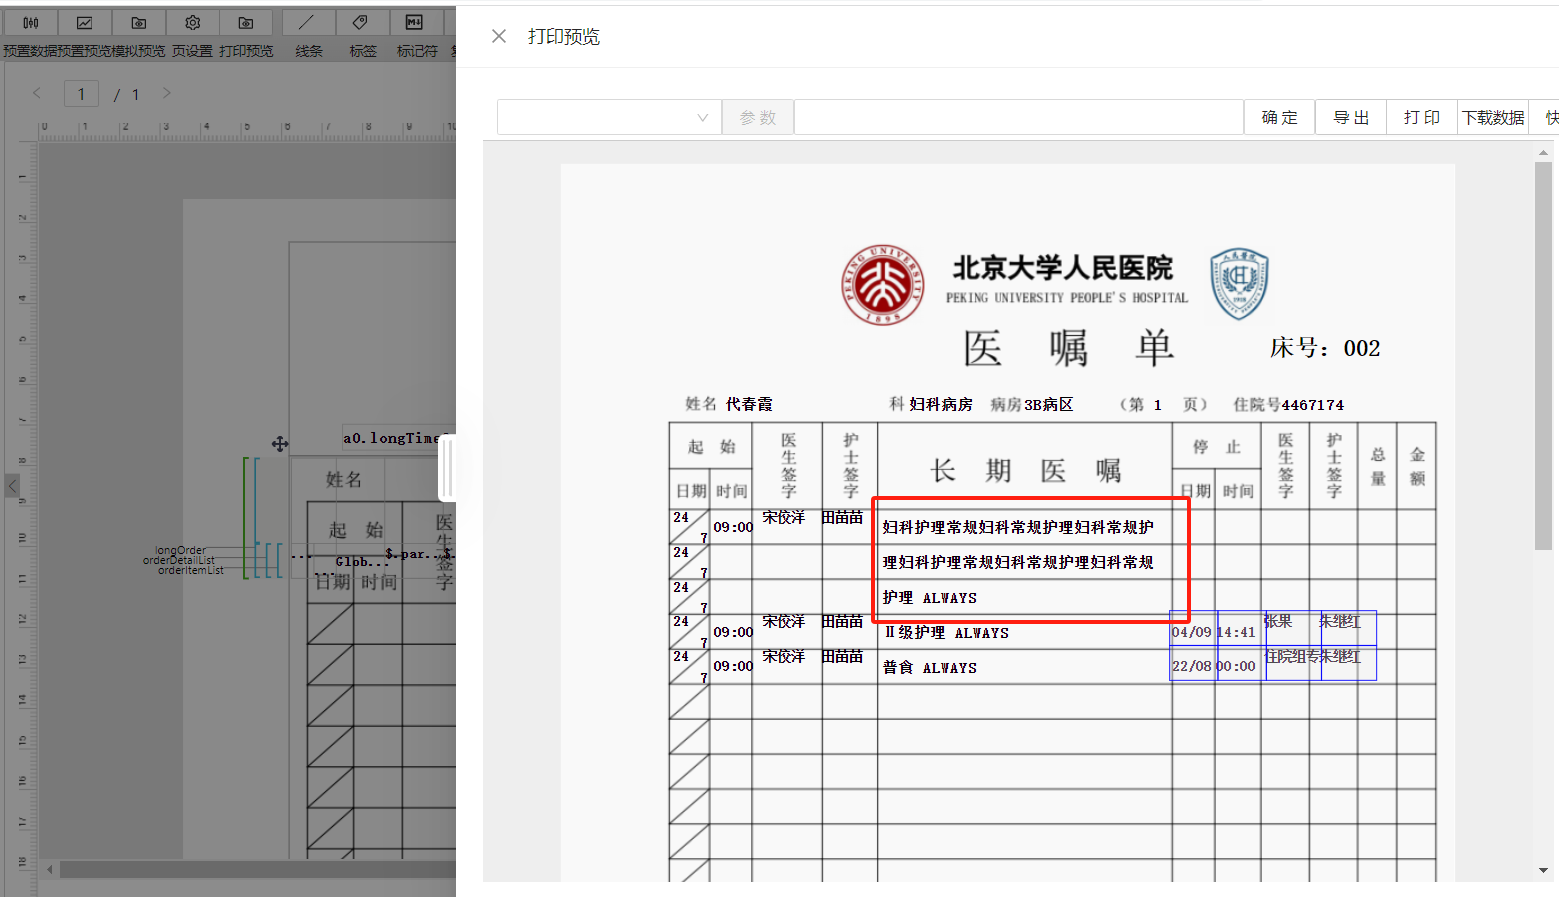 预置数据 预置预览 模拟预览 页设置 打印预览 线条 标签 标记符
1 / 1
0 1 2 3 4 5 6 7 8 9 10
a0.longTime
姓名
起 始
医生签字
longOrder
orderDetailList
orderItemList
... $.par..$.
Glbb...
...
日期 时间
打印预览
参 数 确 定 导 出 打 印 下载数据 快
PEKING UNIVERSITY 1898
北京大学人民医院
PEKING UNIVERSITY PEOPLE'S HOSPITAL
医 嘱 单
床号：002
姓名 代春霞 科 妇科病房 病房 3B病区 （第 1 页） 住院号 4467174
起 始 医生签字 护士签字 长 期 医 嘱 停 止 医生签字 护士签字 总量 金额
日期 时间 日期 时间
24 7 09:00 宋佼洋 田苗苗 妇科护理常规妇科常规护理妇科常规护
24 7 理妇科护理常规妇科常规护理妇科常规
24 7 护理 ALWAYS
24 7 09:00 宋佼洋 田苗苗 Ⅱ级护理 ALWAYS 04/09 14:41 张果 朱继红
24 7 09:00 宋佼洋 田苗苗 普食 ALWAYS 22/08 00:00 住院组专 朱继红